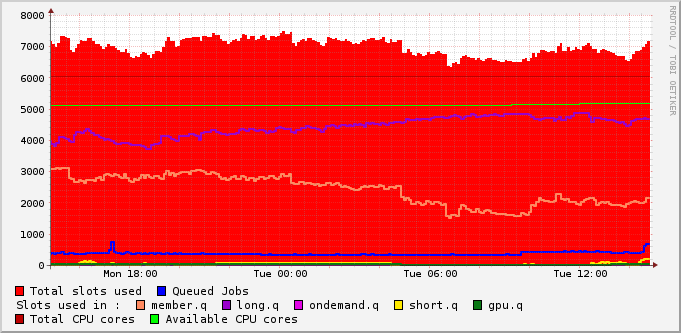 8000
7000
6000
5000
4000
3000
2000
1000
0
Mon 18:00 Tue 00:00 Tue 06:00 Tue 12:00
Total slots used Queued Jobs
Slots used in : member.q long.q ondemand.q short.q gpu.q
Total CPU cores Available CPU cores
RRDTOOL / TOBI OETIKER